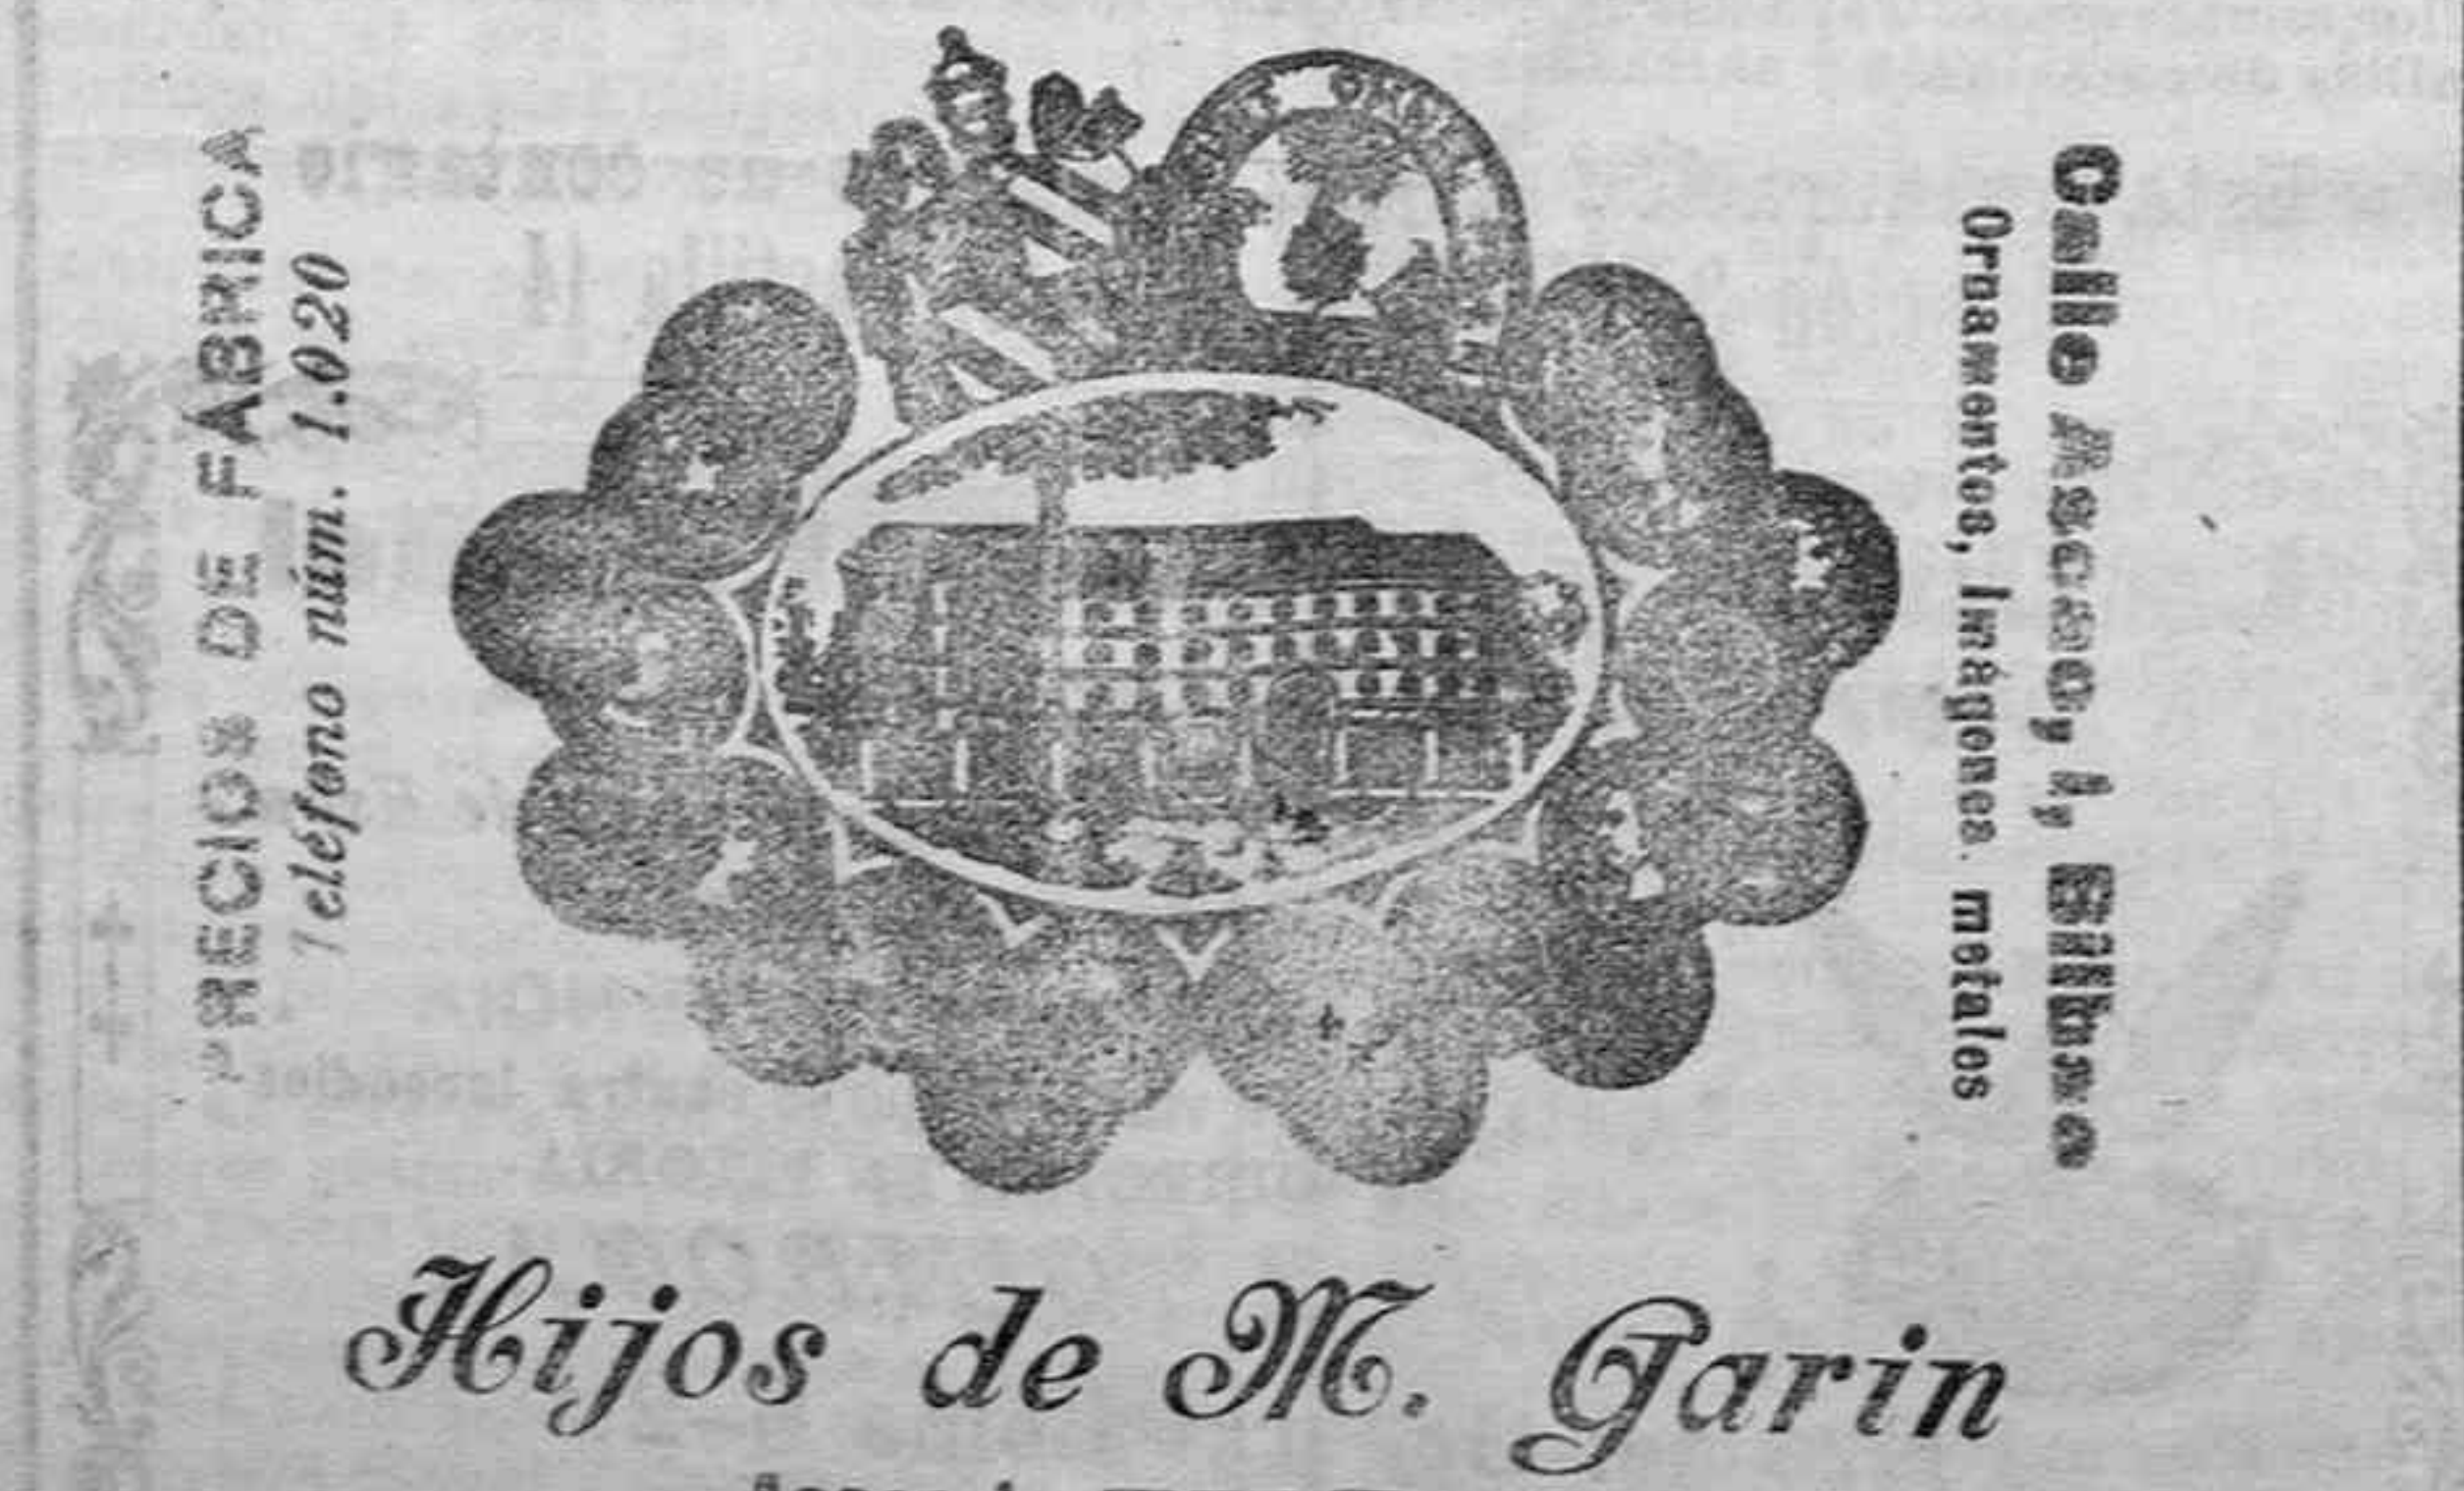 PRECIOS DE FÁBRICA
Teléfono núm. 1.020
Calle Ascao, 1, Bilbao
Ornamentos, Imágenes metales
Hijos de M. Garin